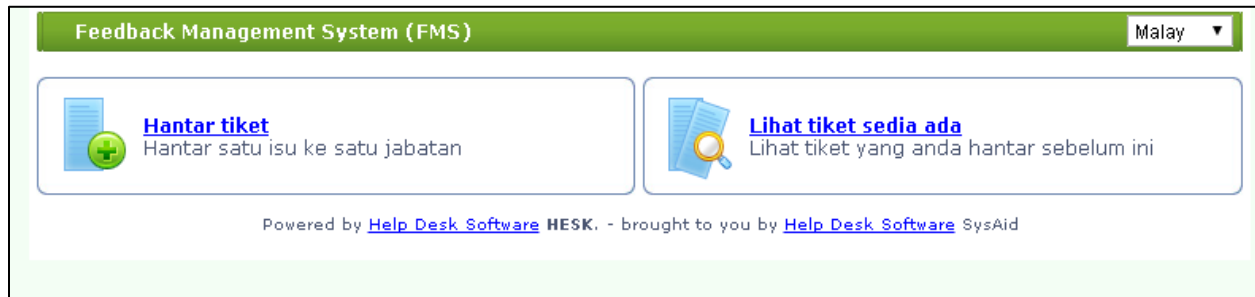 Feedback Management System (FMS)
Malay
Hantar tiket
Hantar satu isu ke satu jabatan
Lihat tiket sedia ada
Lihat tiket yang anda hantar sebelum ini
Powered by Help Desk Software HESK. - brought to you by Help Desk Software SysAid